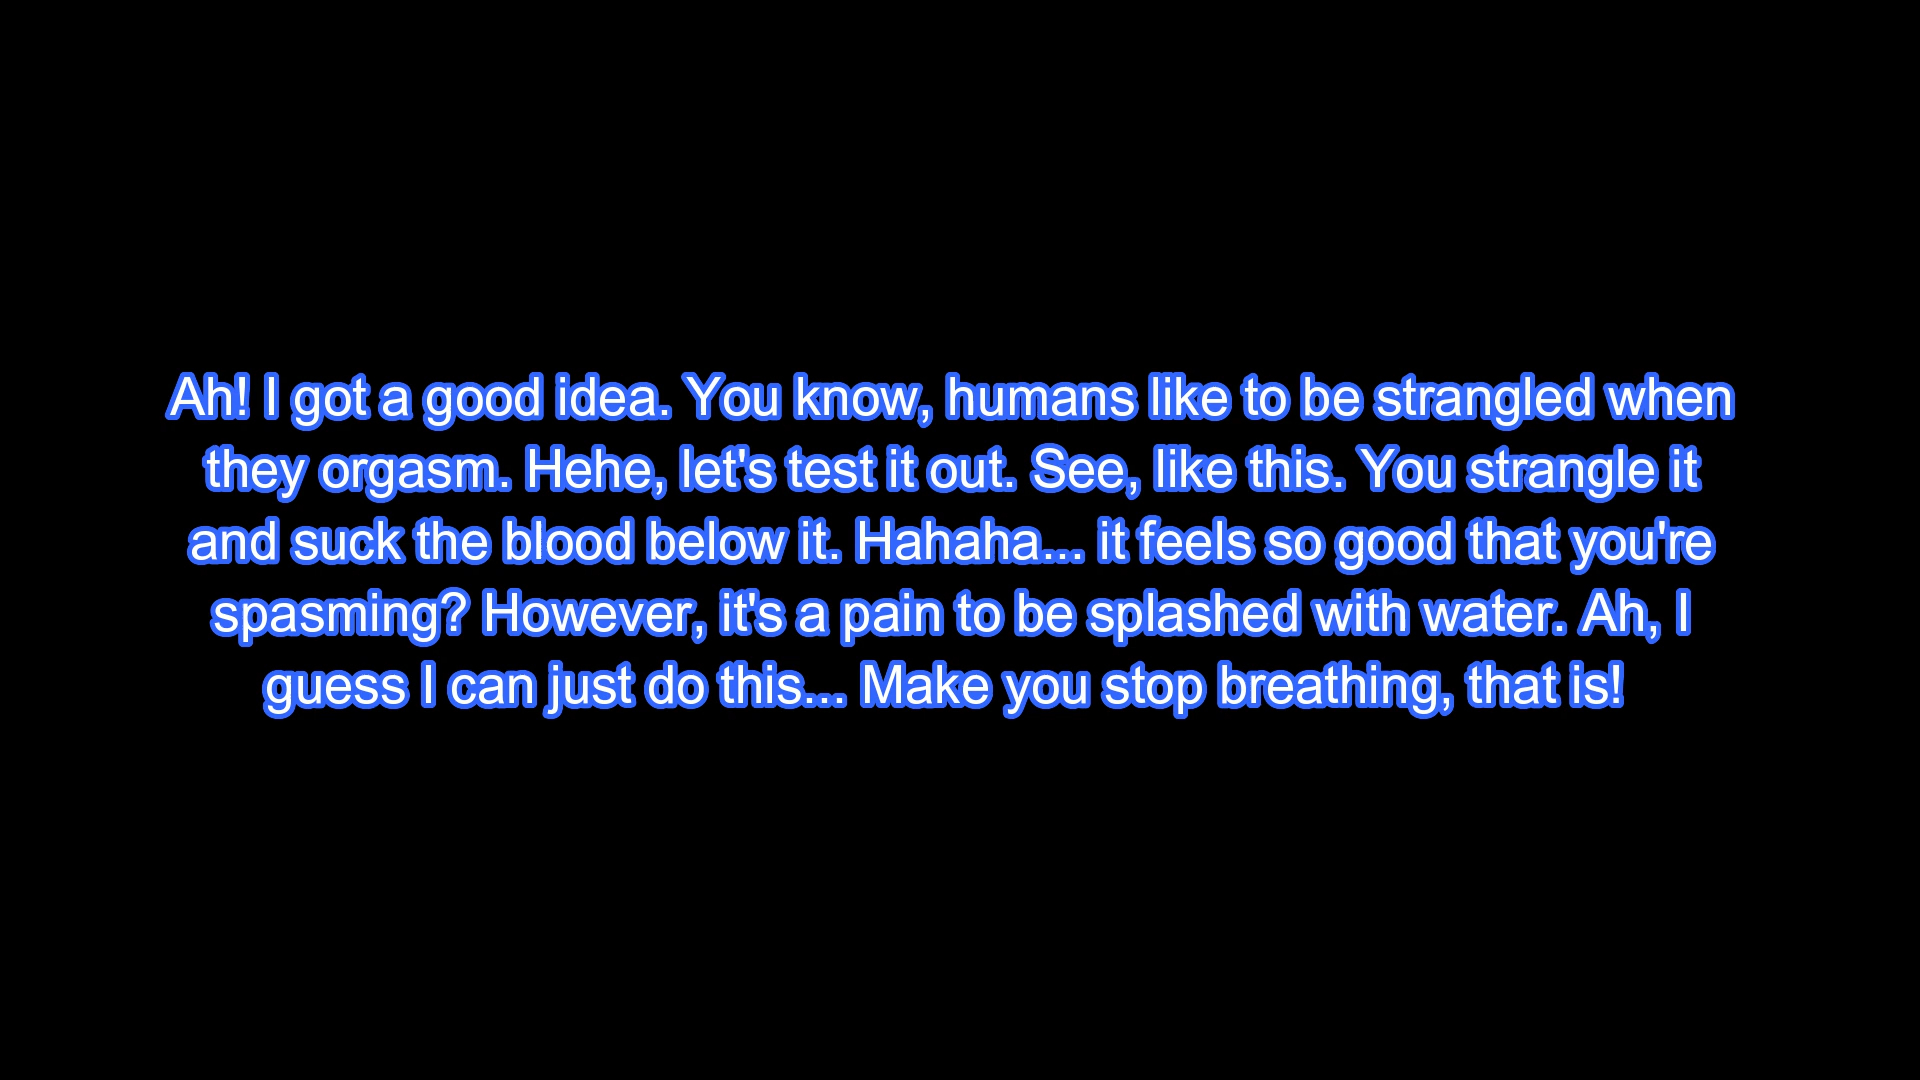 Ah! I got a good idea. You know, humans like to be strangled when
they orgasm. Hehe, let's test it out. See, like this. You strangle it
and suck the blood below it. Hahaha... it feels so good that you're
spasming? However, it's a pain to be splashed with water. Ah, I
guess I can just do this... Make you stop breathing, that is!